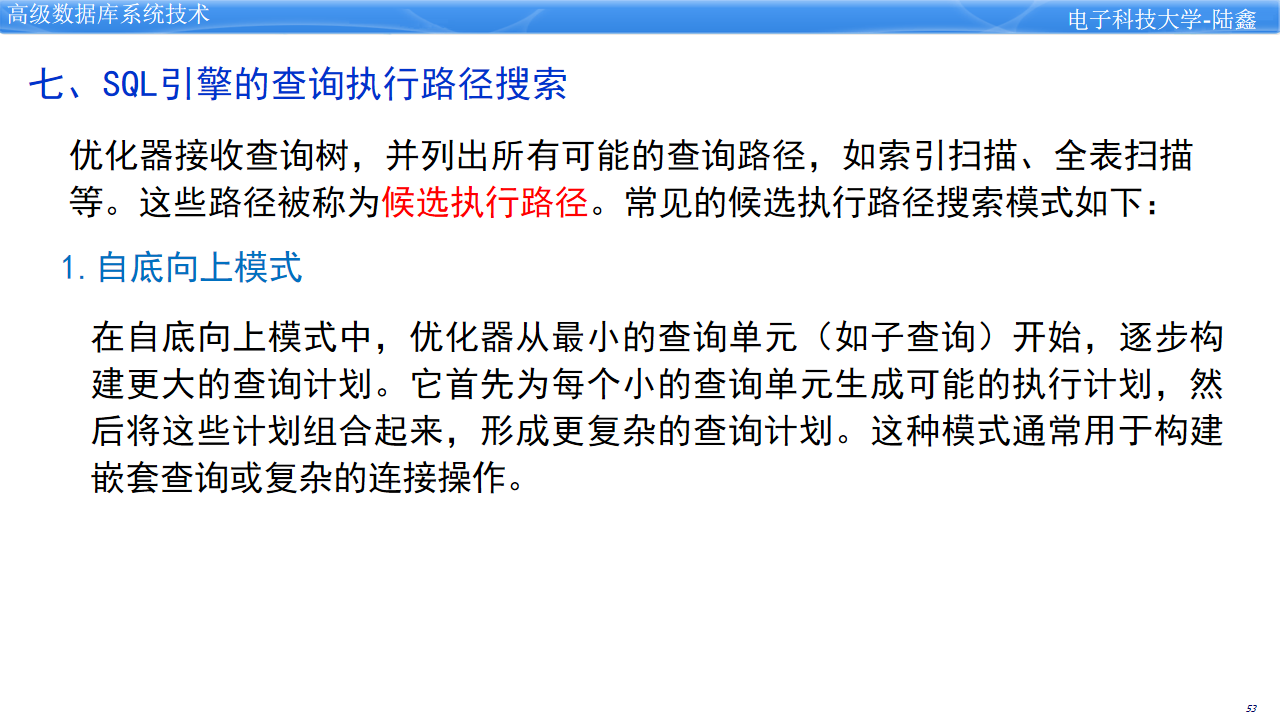 高级数据库系统技术
电子科技大学-陆鑫
七、SQL引擎的查询执行路径搜索
优化器接收查询树，并列出所有可能的查询路径，如索引扫描、全表扫描
等。这些路径被称为候选执行路径。常见的候选执行路径搜索模式如下：
1.自底向上模式
在自底向上模式中，优化器从最小的查询单元（如子查询）开始，逐步构
建更大的查询计划。它首先为每个小的查询单元生成可能的执行计划，然
后将这些计划组合起来，形成更复杂的查询计划。这种模式通常用于构建
嵌套查询或复杂的连接操作。
53